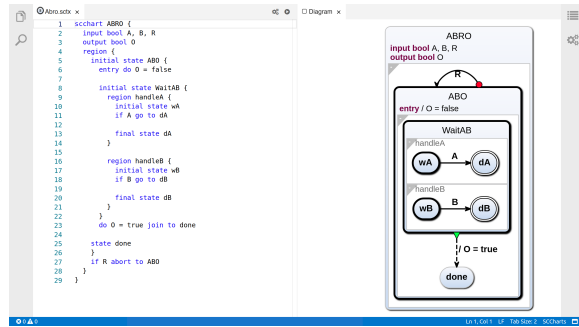 Abro.sctx ×
1 scchart ABRO {
2 input bool A, B, R
3 output bool O
4 region {
5 initial state ABO {
6 entry do O = false
7
8 initial state WaitAB {
9 region handleA {
10 initial state wA
11 if A go to dA
12
13 final state dA
14 }
15
16 region handleB {
17 initial state wB
18 if B go to dB
19
20 final state dB
21 }
22 }
23 do O = true join to done
24
25 state done
26 }
27 if R abort to ABO
28 }
29 }
Diagram ×
ABRO
input bool A, B, R
output bool O
R
ABO
entry / O = false
WaitAB
handleA
wA
A
dA
handleB
wB
B
dB
/ O = true
done
0 0
Ln 1, Col 1 LF Tab Size: 2 SCCharts